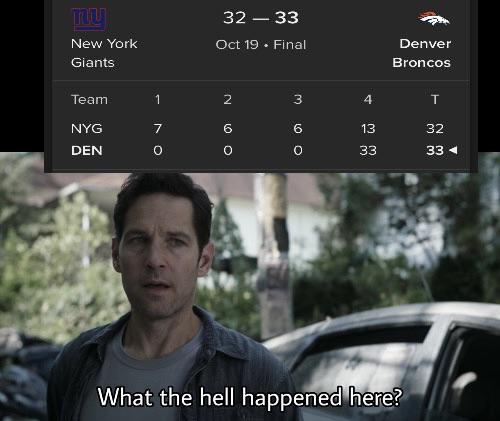 ny
32 — 33
New York Giants
Oct 19 • Final
Denver Broncos
Team 1 2 3 4 T
NYG 7 6 6 13 32
DEN 0 0 0 33 33 ◄
What the hell happened here?